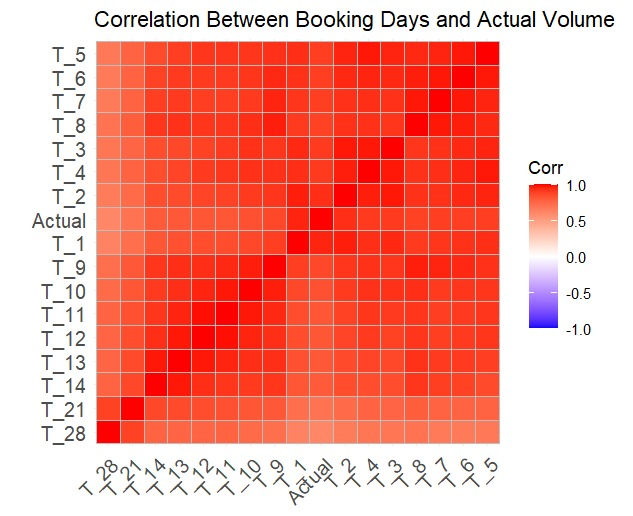 Correlation Between Booking Days and Actual Volume
T_5
T_6
T_7
T_8
T_3
T_4
T_2
Actual
T_1
T_9
T_10
T_11
T_12
T_13
T_14
T_21
T_28
T_28
T_21
T_14
T_13
T_12
T_11
T_10
T_9
T_1
Actual
T_2
T_4
T_3
T_8
T_7
T_6
T_5
Corr
1.0
0.5
0.0
-0.5
-1.0